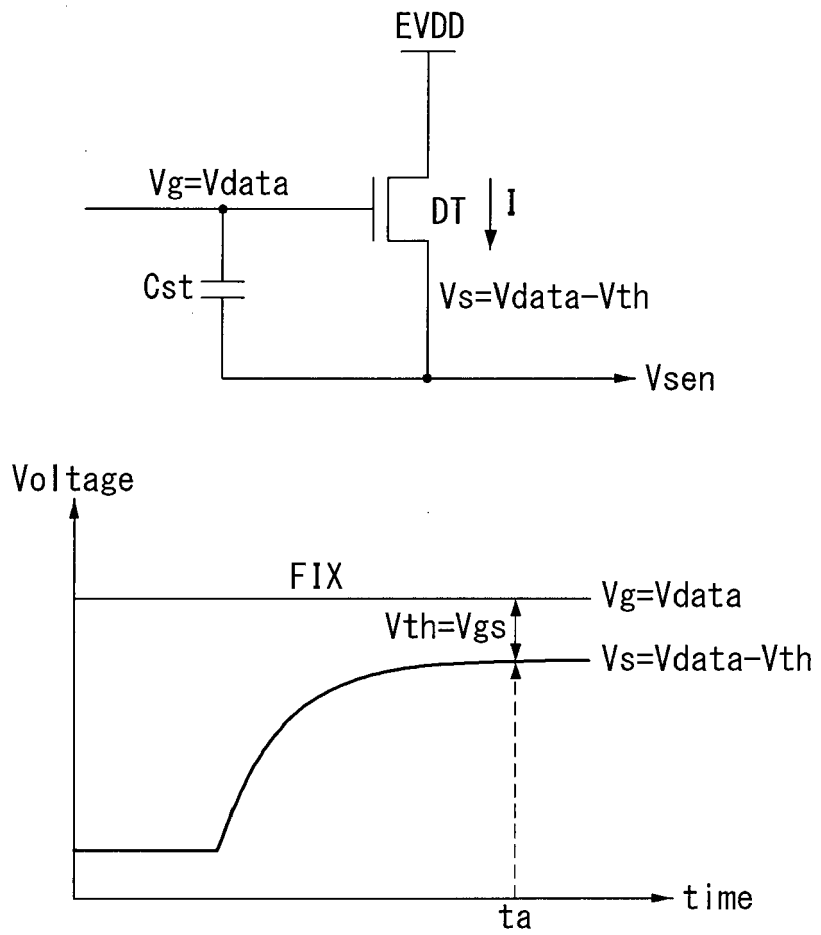 EVDD
Vg=Vdata
DT
I
Cst
Vs=Vdata-Vth
Vsen
Voltage
FIX
Vg=Vdata
Vth=Vgs
Vs=Vdata-Vth
time
ta